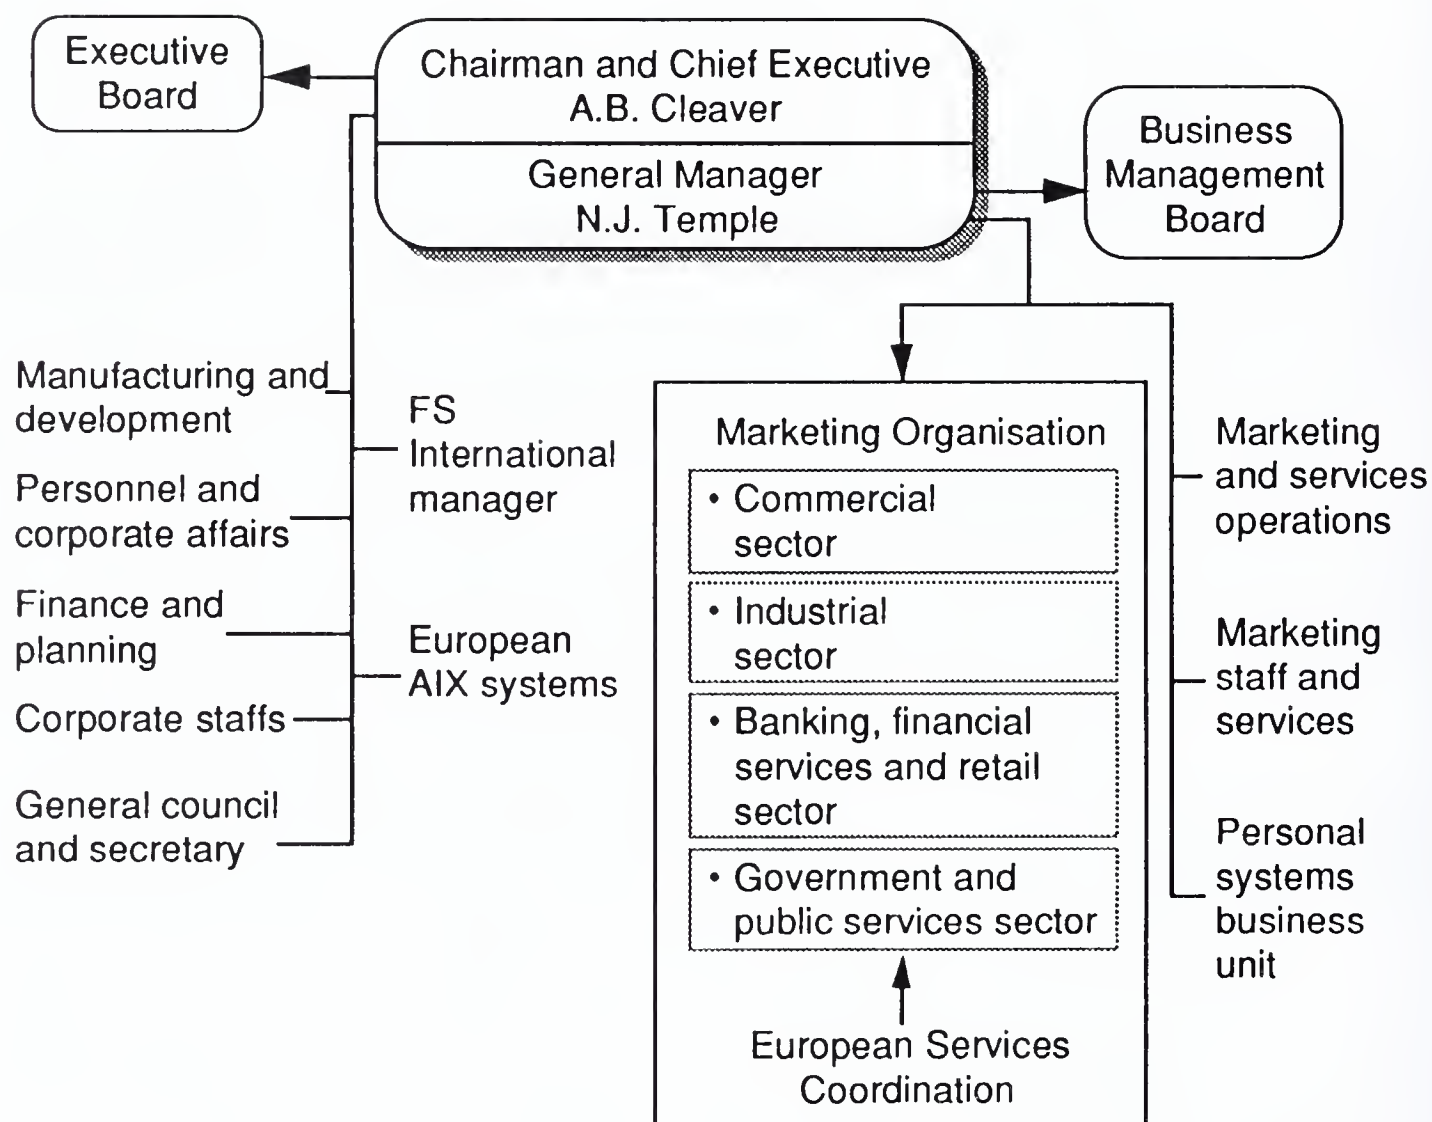 Executive
Board
Chairman and Chief Executive
A.B. Cleaver
General Manager
N.J. Temple
Business
Management
Board
Manufacturing and
development
Personnel and
corporate affairs
Finance and
planning
Corporate staffs
General council
and secretary
FS
International
manager
European
AIX systems
Marketing Organisation
• Commercial
sector
• Industrial
sector
• Banking, financial
services and retail
sector
• Government and
public services sector
European Services
Coordination
Marketing
and services
operations
Marketing
staff and
services
Personal
systems
business
unit